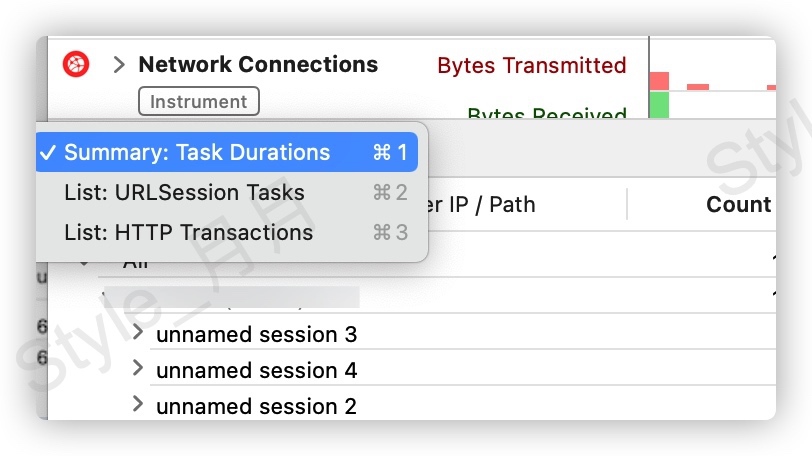 Network Connections
Bytes Transmitted
Instrument
Bytes Received
✓ Summary: Task Durations ⌘ 1
List: URLSession Tasks ⌘ 2
List: HTTP Transactions ⌘ 3
er IP / Path
Count
All
unnamed session 3
unnamed session 4
unnamed session 2
Style_月月
Style